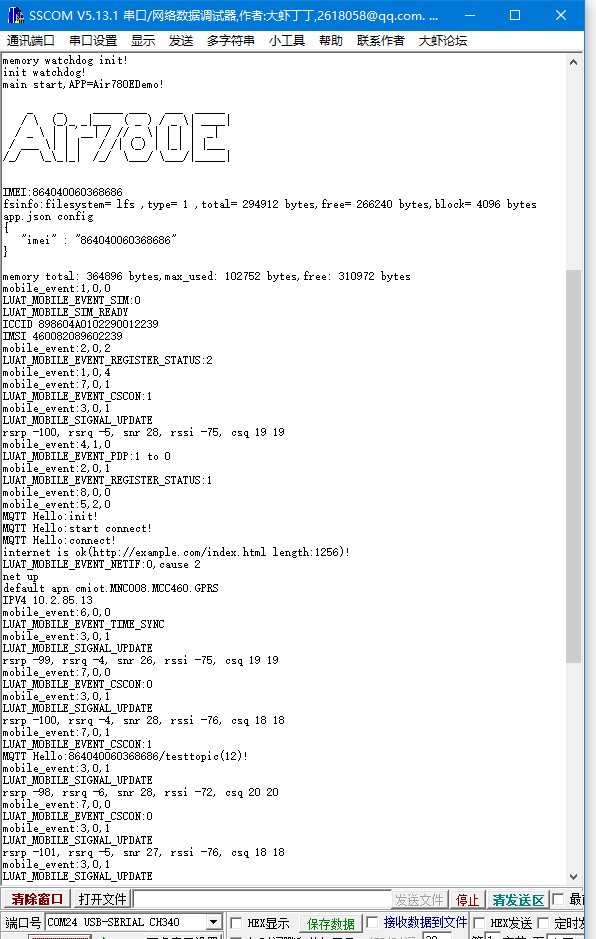 SSCOM V5.13.1 串口/网络数据调试器,作者:大虾丁丁,2618058@qq.com. ...
通讯端口 串口设置 显示 发送 多字符串 小工具 帮助 联系作者 大虾论坛
memory watchdog init!
init watchdog!
main start,APP=Air780EDemo!
Air780E
IMEI:864040060368686
fsinfo:filesystem= lfs ,type= 1 ,total= 294912 bytes,free= 266240 bytes,block= 4096 bytes
app.json config
{
"imei" : "864040060368686"
}
memory total: 364896 bytes,max_used: 102752 bytes,free: 310972 bytes
mobile_event:1,0,0
LUAT_MOBILE_EVENT_SIM:0
LUAT_MOBILE_SIM_READY
ICCID 898604A0102290012239
IMSI 460082089602239
mobile_event:2,0,2
LUAT_MOBILE_EVENT_REGISTER_STATUS:2
mobile_event:1,0,4
mobile_event:7,0,1
LUAT_MOBILE_EVENT_CSCON:1
mobile_event:3,0,1
LUAT_MOBILE_SIGNAL_UPDATE
rsrp -100, rsrq -5, snr 28, rssi -75, csq 19 19
mobile_event:4,1,0
LUAT_MOBILE_EVENT_PDP:1 to 0
mobile_event:2,0,1
LUAT_MOBILE_EVENT_REGISTER_STATUS:1
mobile_event:8,0,0
mobile_event:5,2,0
MQTT Hello:init!
MQTT Hello:start connect!
MQTT Hello:connect!
internet is ok(http://example.com/index.html length:1256)!
LUAT_MOBILE_EVENT_NETIF:0,cause 2
net up
default apn cmiot.MNC008.MCC460.GPRS
IPV4 10.2.85.13
mobile_event:6,0,0
LUAT_MOBILE_EVENT_TIME_SYNC
mobile_event:3,0,1
LUAT_MOBILE_SIGNAL_UPDATE
rsrp -99, rsrq -4, snr 26, rssi -75, csq 19 19
mobile_event:7,0,0
LUAT_MOBILE_EVENT_CSCON:0
mobile_event:3,0,1
LUAT_MOBILE_SIGNAL_UPDATE
rsrp -100, rsrq -4, snr 28, rssi -76, csq 18 18
mobile_event:7,0,1
LUAT_MOBILE_EVENT_CSCON:1
MQTT Hello:864040060368686/testtopic(12)!
mobile_event:3,0,1
LUAT_MOBILE_SIGNAL_UPDATE
rsrp -98, rsrq -6, snr 28, rssi -72, csq 20 20
mobile_event:7,0,0
LUAT_MOBILE_EVENT_CSCON:0
mobile_event:3,0,1
LUAT_MOBILE_SIGNAL_UPDATE
rsrp -101, rsrq -5, snr 27, rssi -76, csq 18 18
mobile_event:3,0,1
LUAT_MOBILE_SIGNAL_UPDATE
清除窗口 打开文件 发送文件 停止 清发送区 最
端口号 COM24 USB-SERIAL CH340 HEX显示 保存数据 接收数据到文件 HEX发送 定时发